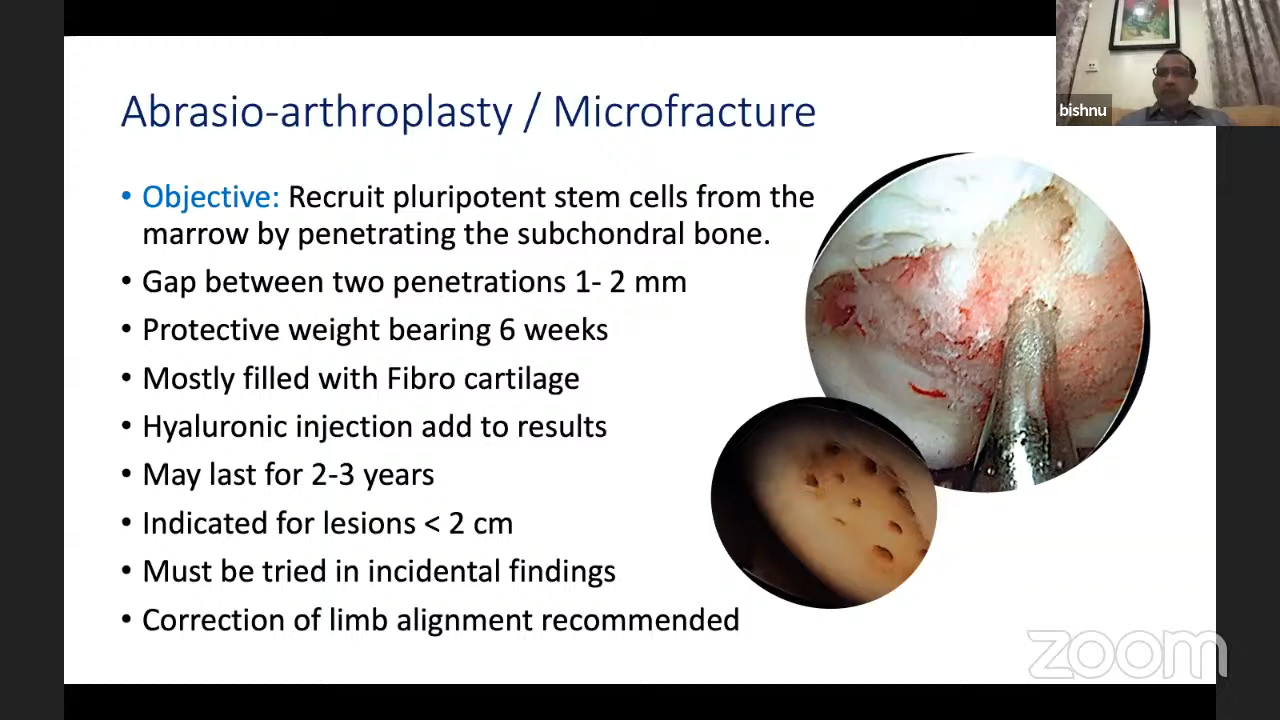 Abrasio-arthroplasty / Microfracture
bishnu
• Objective: Recruit pluripotent stem cells from the
marrow by penetrating the subchondral bone.
• Gap between two penetrations 1- 2 mm
• Protective weight bearing 6 weeks
• Mostly filled with Fibro cartilage
• Hyaluronic injection add to results
• May last for 2-3 years
• Indicated for lesions < 2 cm
• Must be tried in incidental findings
• Correction of limb alignment recommended
zoom